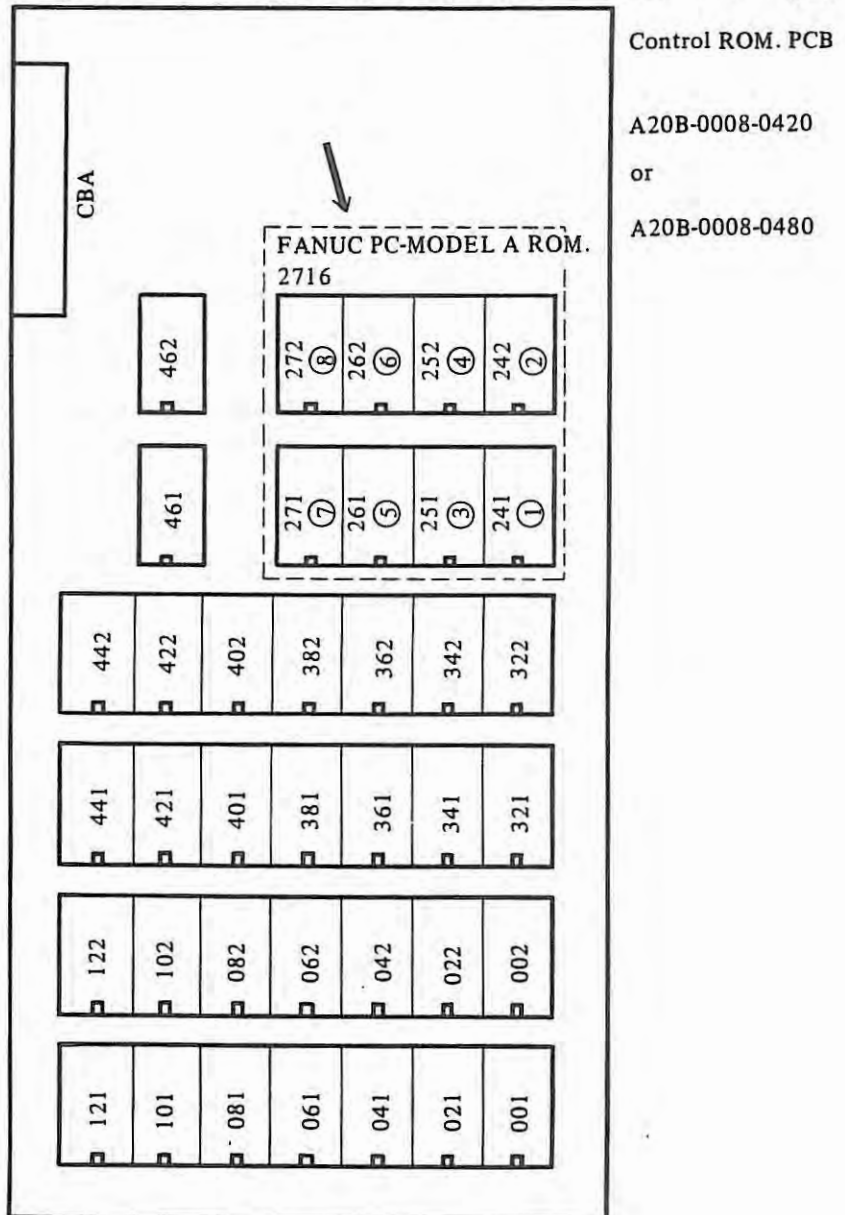 Control ROM. PCB
A20B-0008-0420
or
A20B-0008-0480
CBA
FANUC PC-MODEL A ROM.
2716
462 272 ⑧ 262 ⑥ 252 ④ 242 ②
461 271 ⑦ 261 ⑤ 251 ③ 241 ①
442 422 402 382 362 342 322
441 421 401 381 361 341 321
122 102 082 062 042 022 002
121 101 081 061 041 021 001